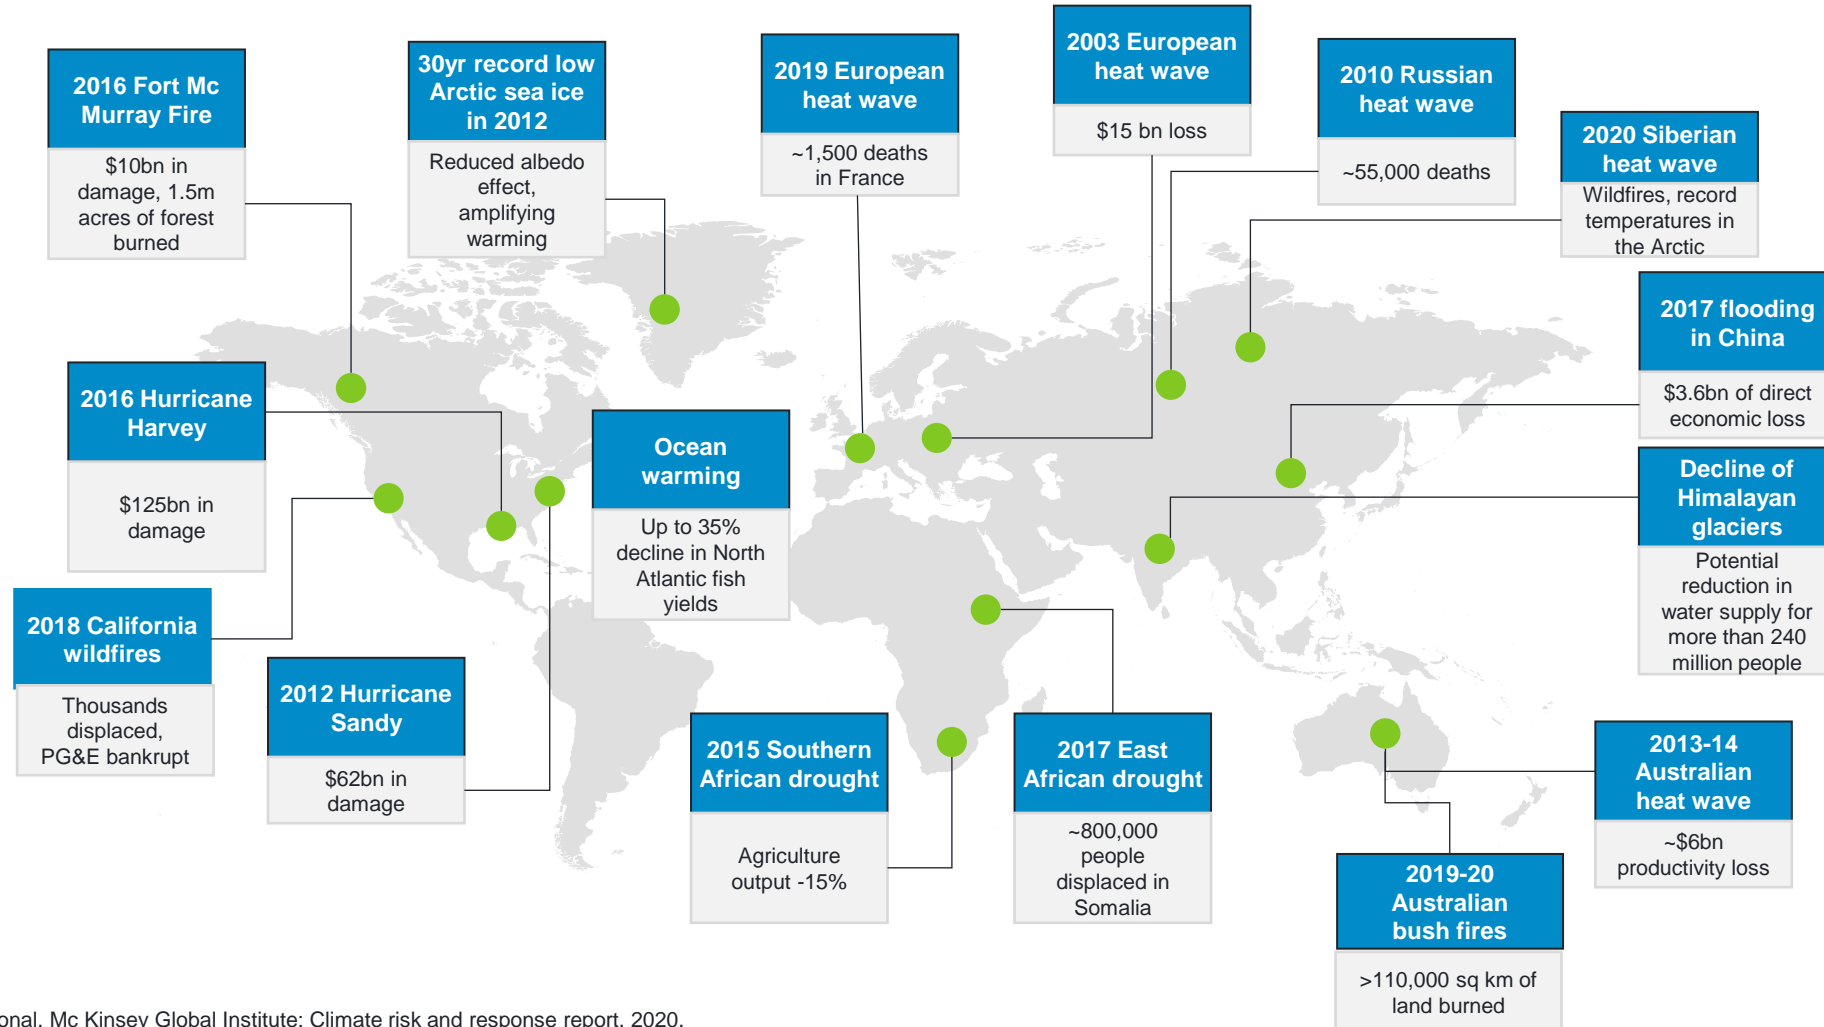 2016 Fort Mc
Murray Fire
$10bn in
damage, 1.5m
acres of forest
burned
30yr record low
Arctic sea ice
in 2012
Reduced albedo
effect,
amplifying
warming
2019 European
heat wave
~1,500 deaths
in France
2003 European
heat wave
$15 bn loss
2010 Russian
heat wave
~55,000 deaths
2020 Siberian
heat wave
Wildfires, record
temperatures in
the Arctic
2017 flooding
in China
$3.6bn of direct
economic loss
2016 Hurricane
Harvey
$125bn in
damage
Ocean
warming
Up to 35%
decline in North
Atlantic fish
yields
Decline of
Himalayan
glaciers
Potential
reduction in
water supply for
more than 240
million people
2018 California
wildfires
Thousands
displaced,
PG&E bankrupt
2012 Hurricane
Sandy
$62bn in
damage
2015 Southern
African drought
Agriculture
output -15%
2017 East
African drought
~800,000
people
displaced in
Somalia
2013-14
Australian
heat wave
~$6bn
productivity loss
2019-20
Australian
bush fires
>110,000 sq km of
land burned
onal, Mc Kinsey Global Institute: Climate risk and response report, 2020.